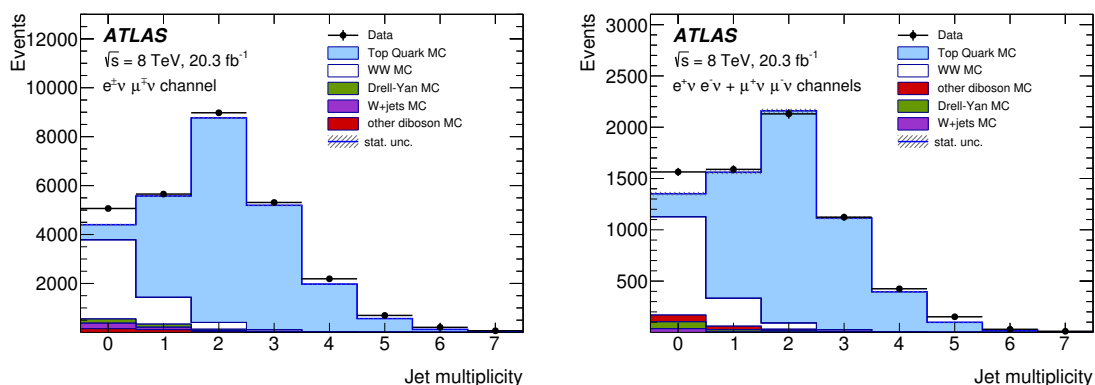 Events
12000
10000
8000
6000
4000
2000
ATLAS
√s = 8 TeV, 20.3 fb⁻¹
e±ν μ∓ν channel
Data
Top Quark MC
WW MC
Drell-Yan MC
W+jets MC
other diboson MC
stat. unc.
0 1 2 3 4 5 6 7
Jet multiplicity
Events
3000
2500
2000
1500
1000
500
ATLAS
√s = 8 TeV, 20.3 fb⁻¹
e⁺ν e⁻ν + μ⁺ν μ⁻ν channels
Data
Top Quark MC
WW MC
other diboson MC
Drell-Yan MC
W+jets MC
stat. unc.
0 1 2 3 4 5 6 7
Jet multiplicity